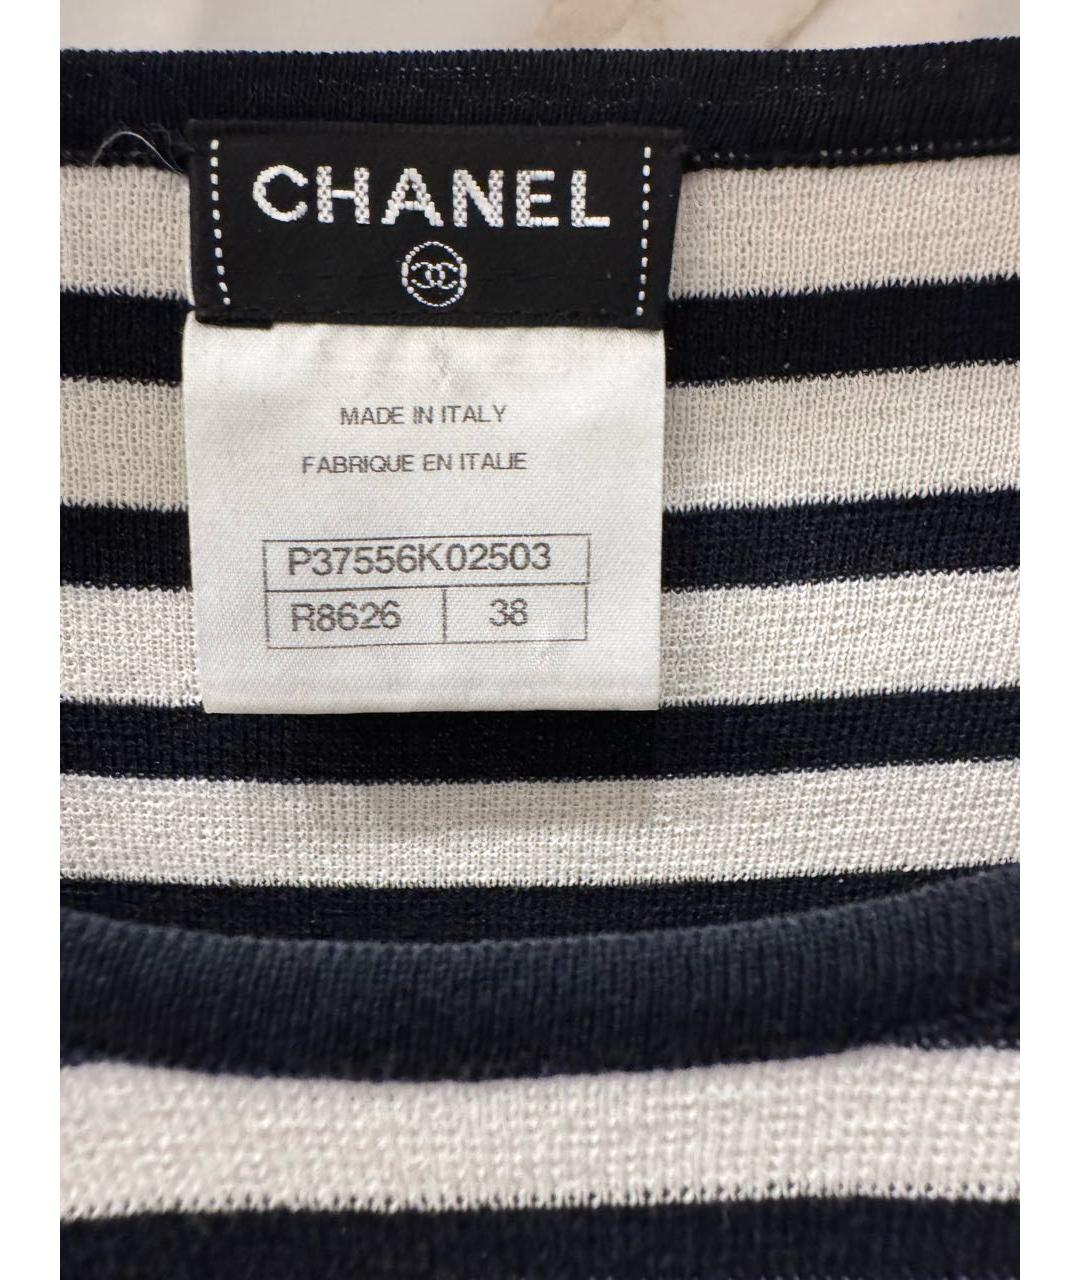 CHANEL
MADE IN ITALY
FABRIQUE EN ITALIE
P37556K02503
R8626 38